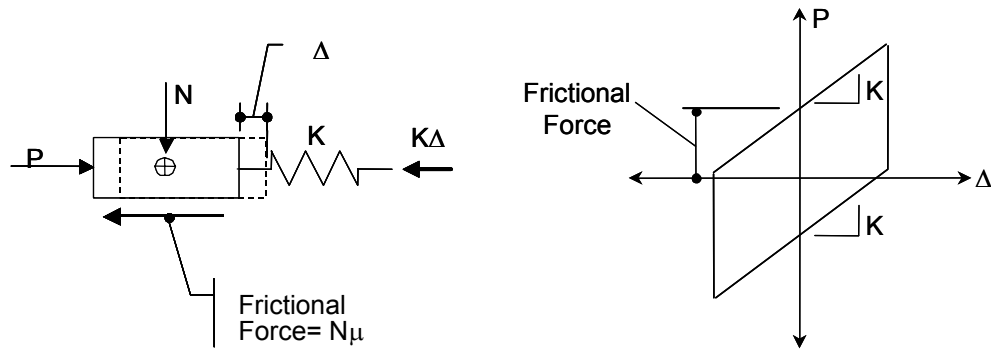 Δ
N
K
KΔ
P
Frictional
Force= Nμ
P
K
Frictional
Force
Δ
K